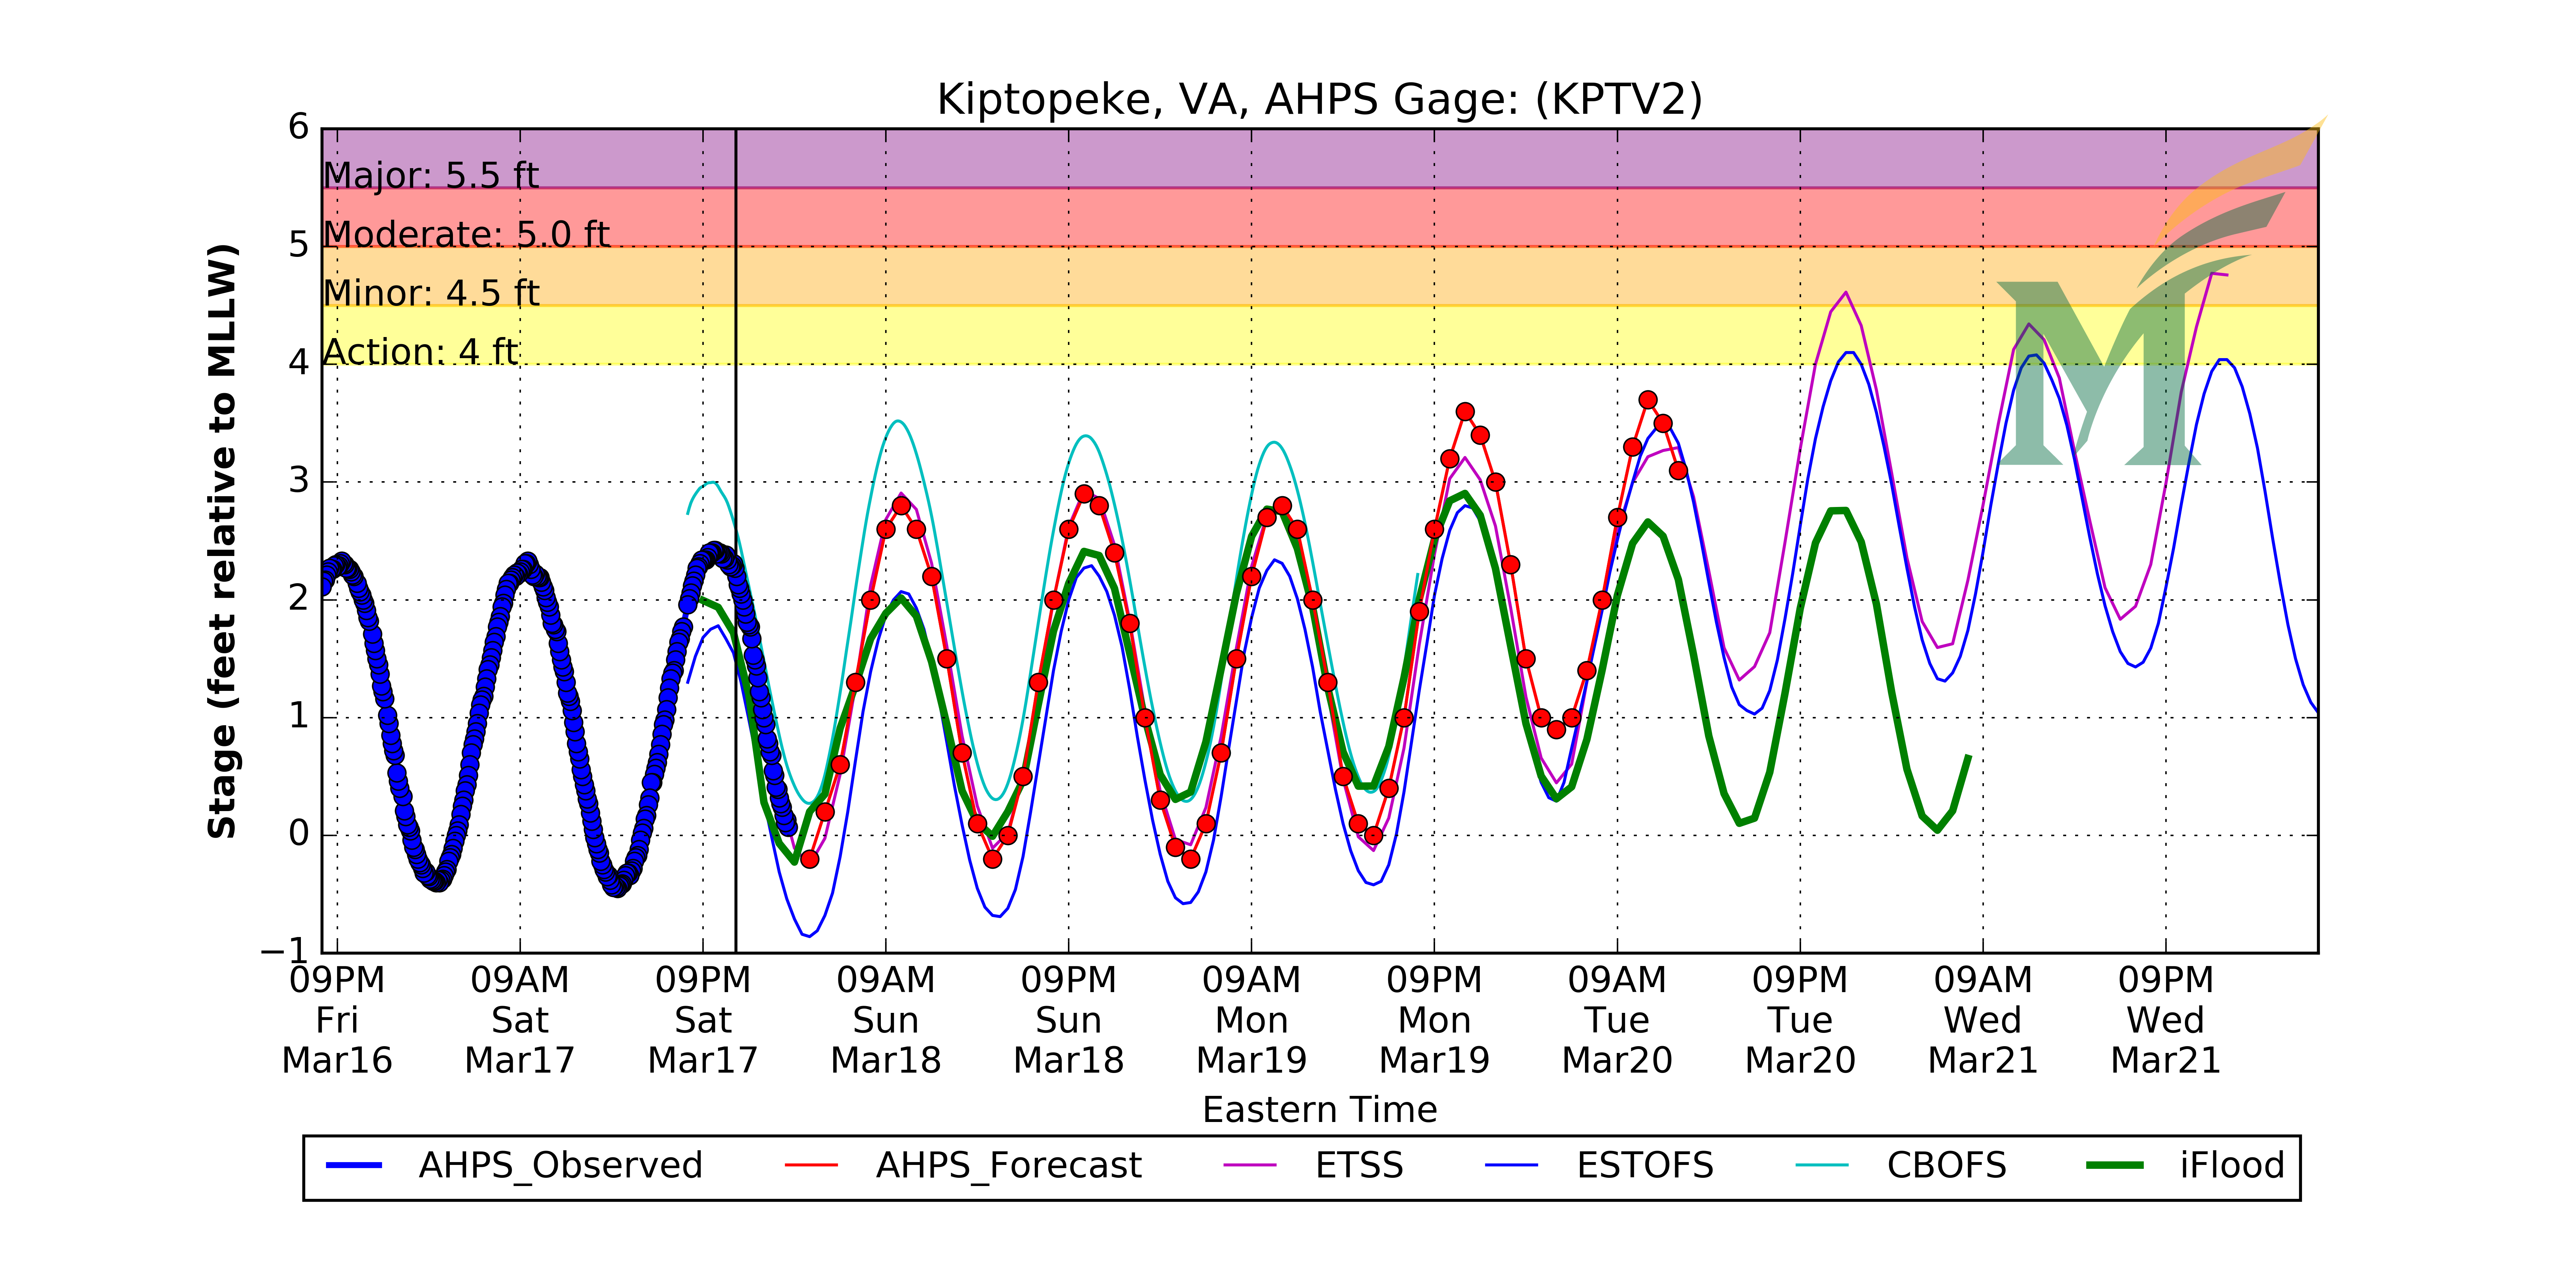 Kiptopeke, VA, AHPS Gage: (KPTV2)
Stage (feet relative to MLLW)
6
5
4
3
2
1
0
−1
Major: 5.5 ft
Moderate: 5.0 ft
Minor: 4.5 ft
Action: 4 ft
M
09PM 09AM 09PM 09AM 09PM 09AM 09PM 09AM 09PM 09AM 09PM
Fri Sat Sat Sun Sun Mon Mon Tue Tue Wed Wed
Mar16 Mar17 Mar17 Mar18 Mar18 Mar19 Mar19 Mar20 Mar20 Mar21 Mar21
Eastern Time
AHPS_Observed AHPS_Forecast ETSS ESTOFS CBOFS iFlood